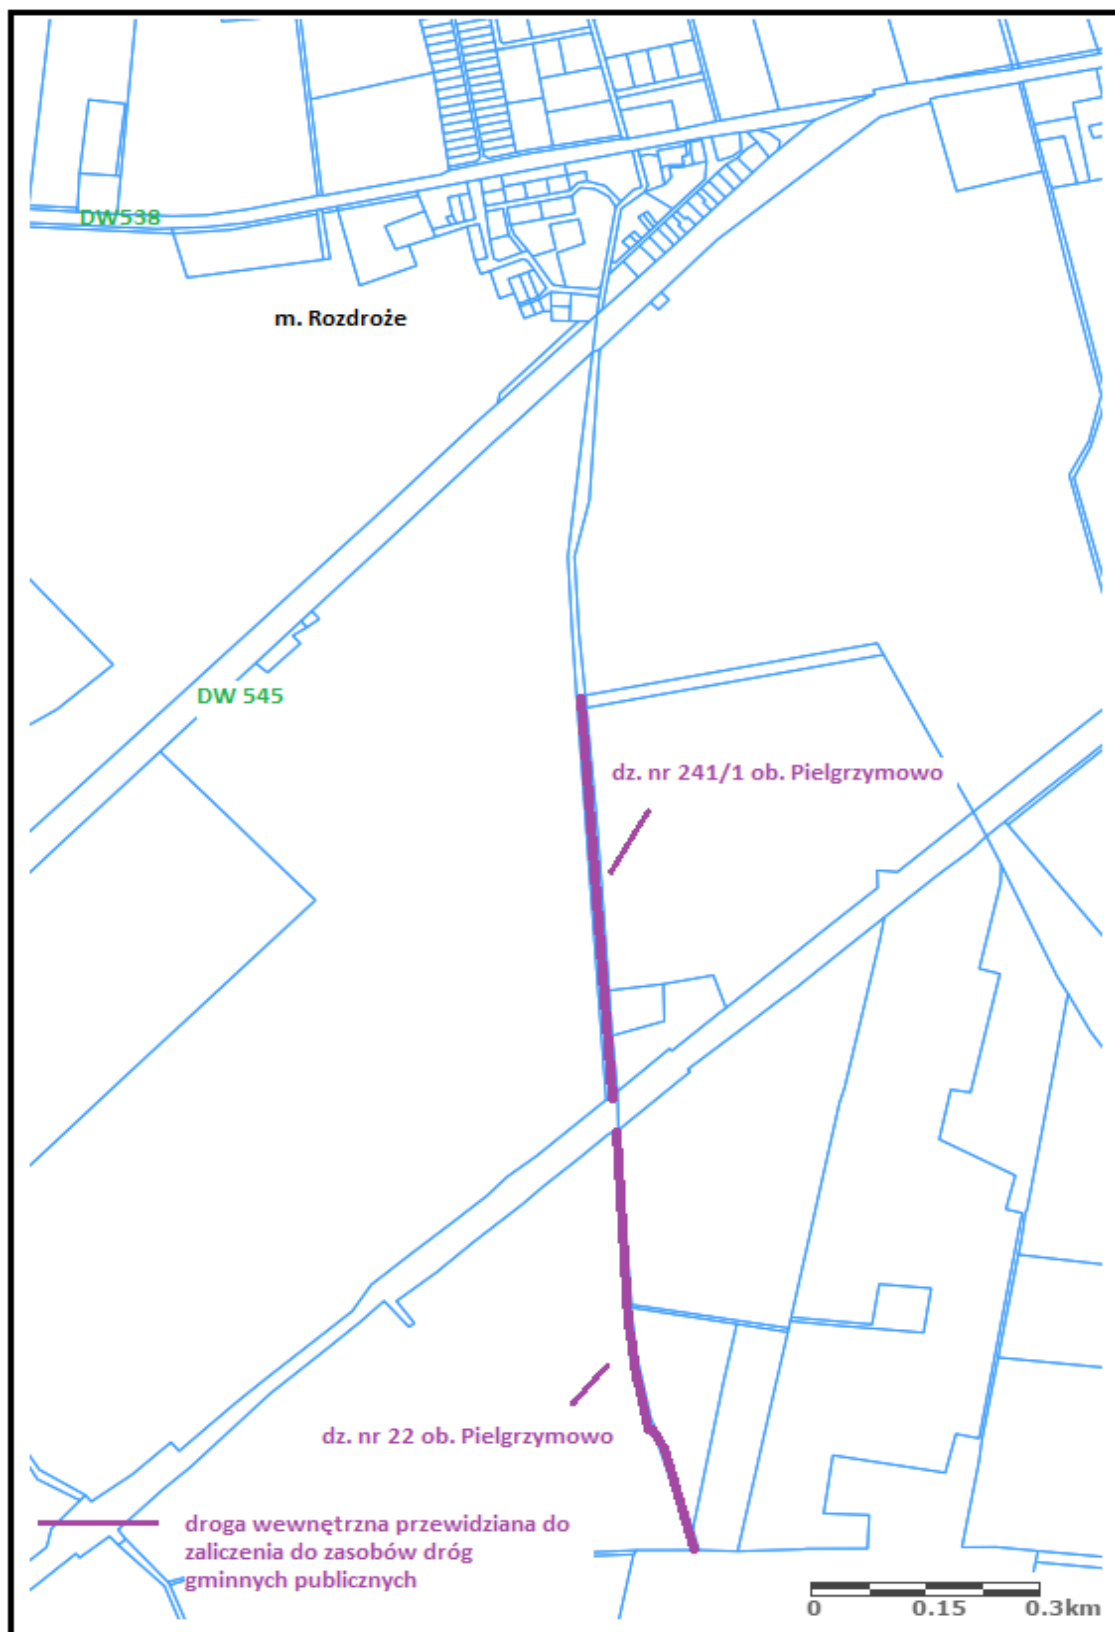 DW538
m. Rozdroże
DW 545
dz. nr 241/1 ob. Pielgrzymowo
dz. nr 22 ob. Pielgrzymowo
droga wewnętrzna przewidziana do
zaliczenia do zasobów dróg
gminnych publicznych
0 0.15 0.3km